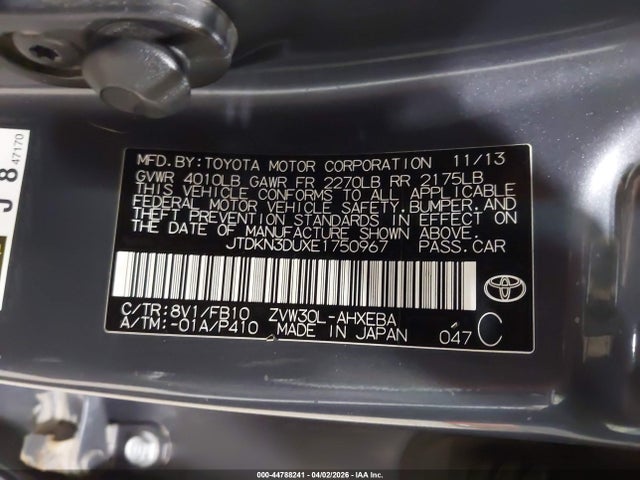 MFD. BY: TOYOTA MOTOR CORPORATION 11/13
GVWR 4010LB GAWR FR 2270LB RR 2175LB
THIS VEHICLE CONFORMS TO ALL APPLICABLE
FEDERAL MOTOR VEHICLE SAFETY, BUMPER, AND
THEFT PREVENTION STANDARDS IN EFFECT ON
THE DATE OF MANUFACTURE SHOWN ABOVE.
JTDKN3DUXE1750967 PASS.CAR
C/TR:8V1/FB10 ZVW30L-AHXEBA
A/TM:-01A/P410 MADE IN JAPAN 047 C
TOYOTA
J 8
47170
000-44788241 - 04/02/2026 - IAA Inc.